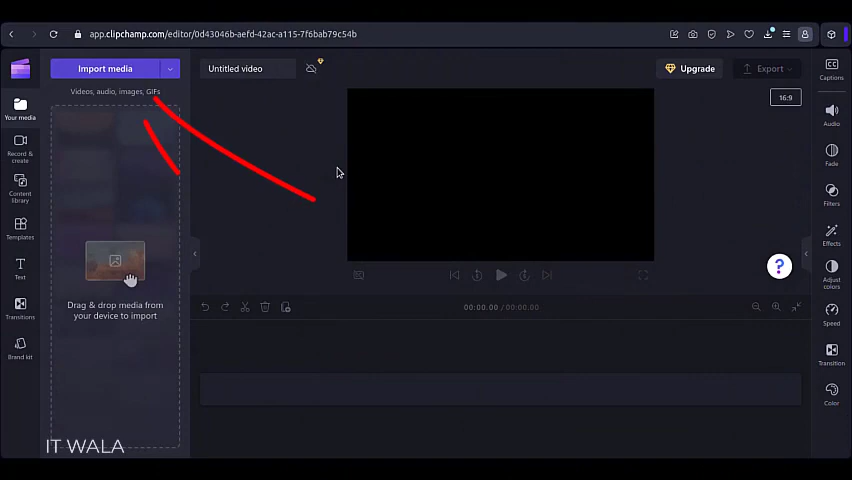 app.clipchamp.com/editor/0d43046b-aefd-42ac-a115-7f6bab79c54b
Import media
Untitled video
Upgrade
Export
Captions
Videos, audio, images, GIFs
16:9
Your media
Audio
Record &
create
Fade
Content
library
Filters
Templates
Effects
Text
?
Adjust
colors
Drag & drop media from
your device to import
Transitions
00:00.00 / 00:00.00
Speed
Brand kit
Transition
Color
IT WALA